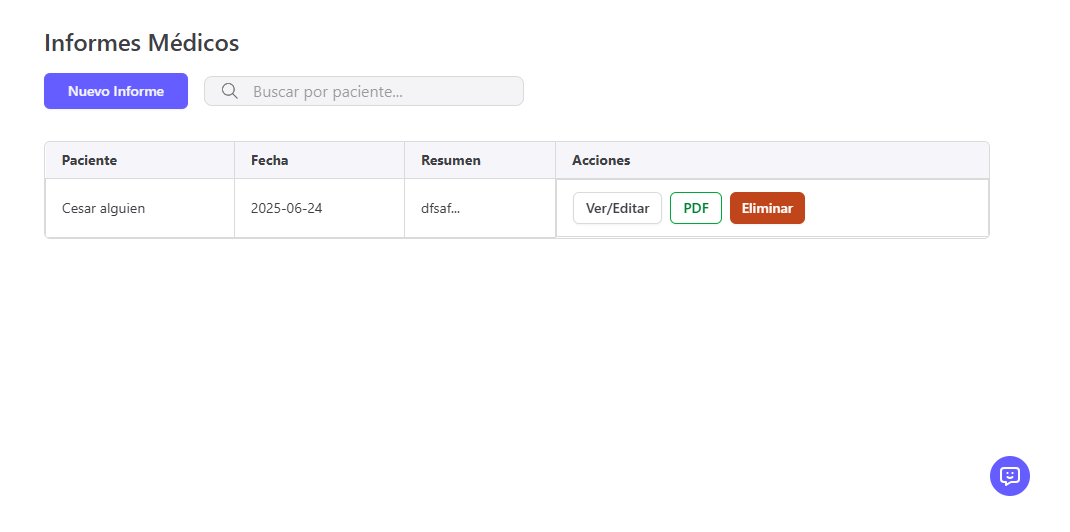 Informes Médicos
Nuevo Informe
Buscar por paciente...
Paciente Fecha Resumen Acciones
Cesar alguien 2025-06-24 dfsaf... Ver/Editar PDF Eliminar